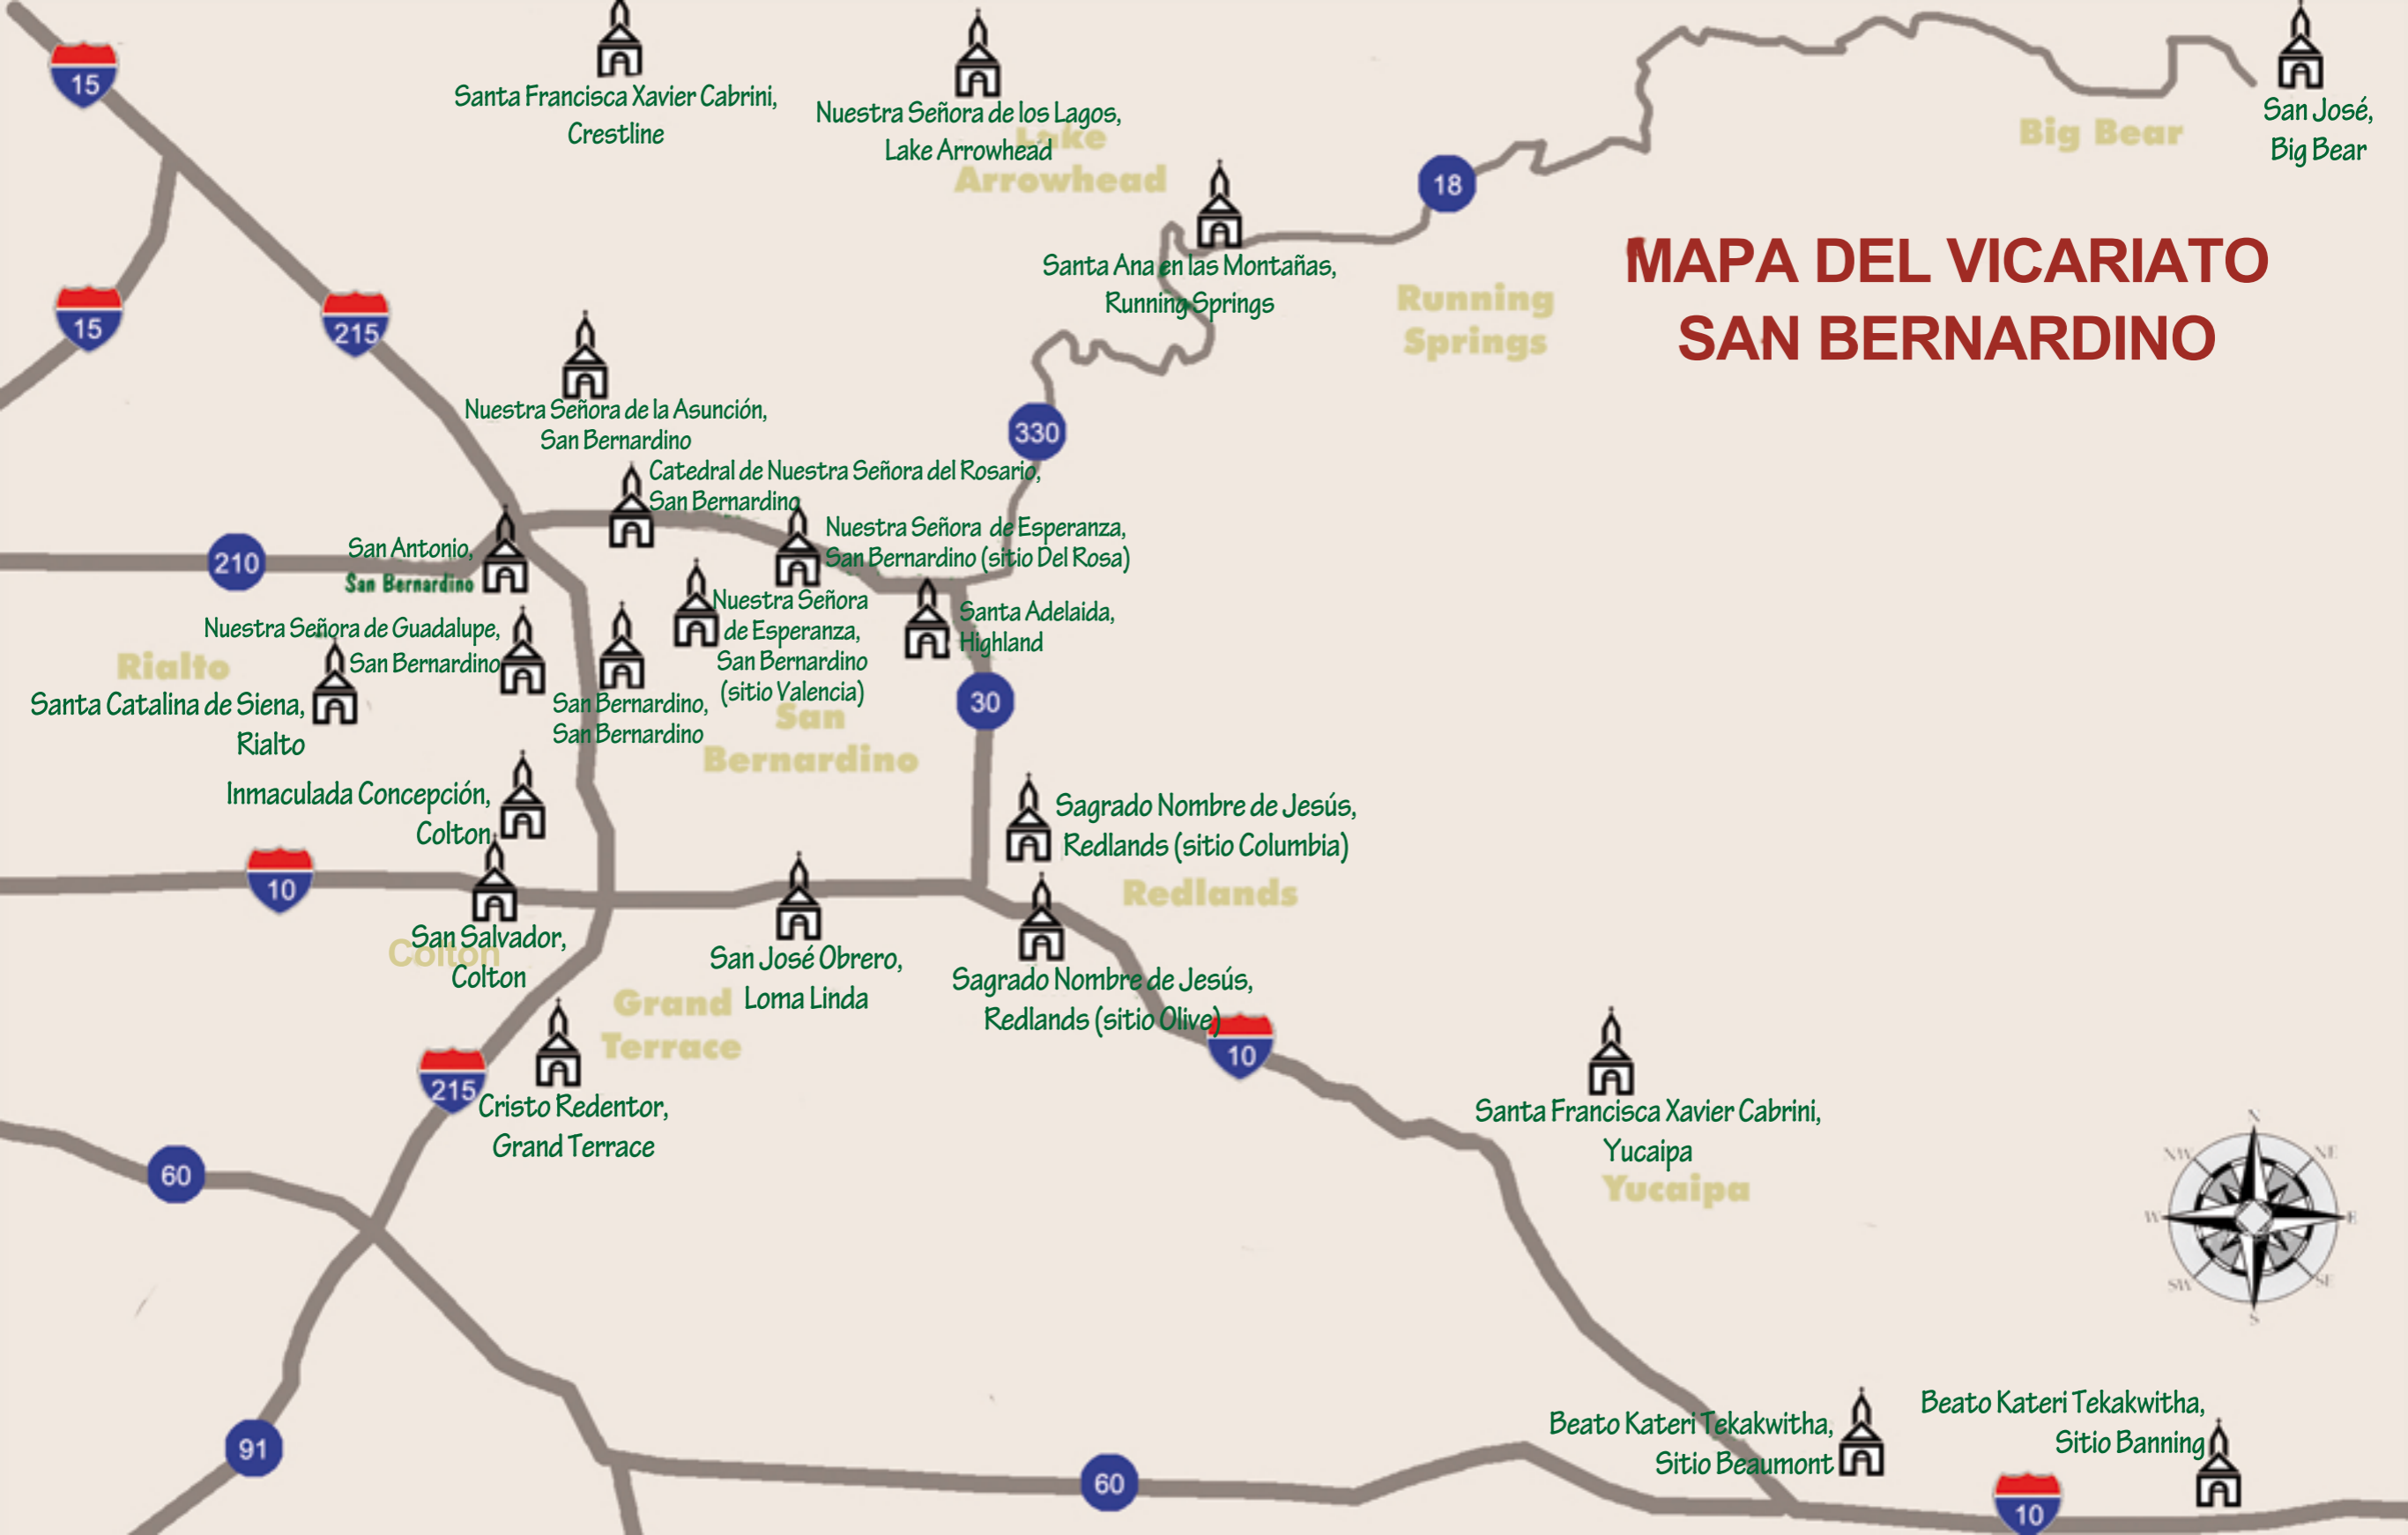 15
Santa Francisca Xavier Cabrini,
Crestline
Nuestra Señora de los Lagos,
Lake Arrowhead
Lake
Arrowhead
San José,
Big Bear
Big Bear
18
MAPA DEL VICARIATO
SAN BERNARDINO
Santa Ana en las Montañas,
Running Springs
Running
Springs
15
215
Nuestra Señora de la Asunción,
San Bernardino
330
Catedral de Nuestra Señora del Rosario,
San Bernardino
Nuestra Señora de Esperanza,
San Bernardino (sitio Del Rosa)
210
San Antonio,
San Bernardino
Nuestra Señora
de Esperanza,
San Bernardino
(sitio Valencia)
Santa Adelaida,
Highland
Nuestra Señora de Guadalupe,
San Bernardino
Rialto
Santa Catalina de Siena,
Rialto
San Bernardino,
San Bernardino
30
San
Bernardino
Inmaculada Concepción,
Colton
Sagrado Nombre de Jesús,
Redlands (sitio Columbia)
10
Redlands
San Salvador,
Colton
Colton
San José Obrero,
Loma Linda
Sagrado Nombre de Jesús,
Redlands (sitio Olive)
Grand
Terrace
10
215
Cristo Redentor,
Grand Terrace
Santa Francisca Xavier Cabrini,
Yucaipa
Yucaipa
60
N
NW
NE
W
E
SW
SE
S
91
60
Beato Kateri Tekakwitha,
Sitio Beaumont
Beato Kateri Tekakwitha,
Sitio Banning
10